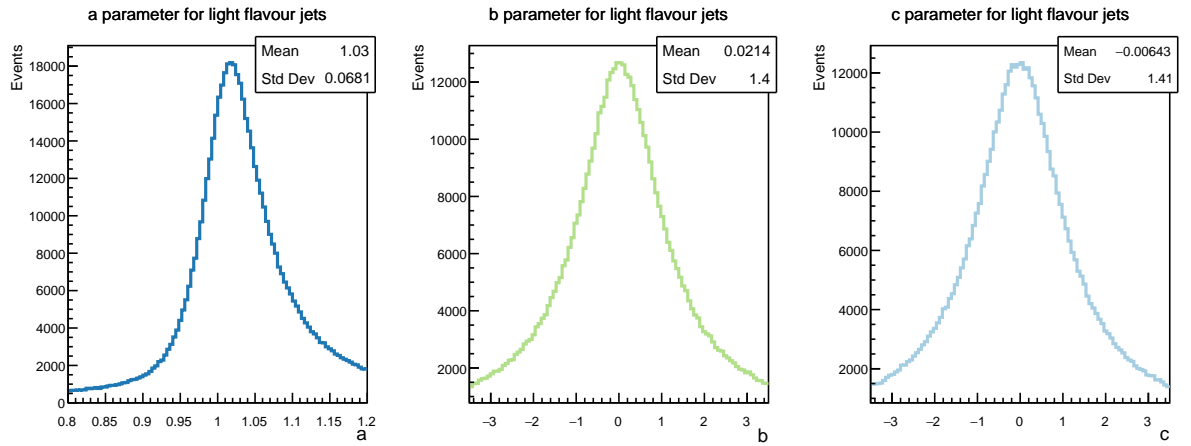 a parameter for light flavour jets
Events
Mean 1.03
Std Dev 0.0681
18000
16000
14000
12000
10000
8000
6000
4000
2000
0
0.8 0.85 0.9 0.95 1 1.05 1.1 1.15 1.2
a
b parameter for light flavour jets
Events
Mean 0.0214
Std Dev 1.4
12000
10000
8000
6000
4000
2000
−3 −2 −1 0 1 2 3
b
c parameter for light flavour jets
Events
Mean −0.00643
Std Dev 1.41
12000
10000
8000
6000
4000
2000
−3 −2 −1 0 1 2 3
c